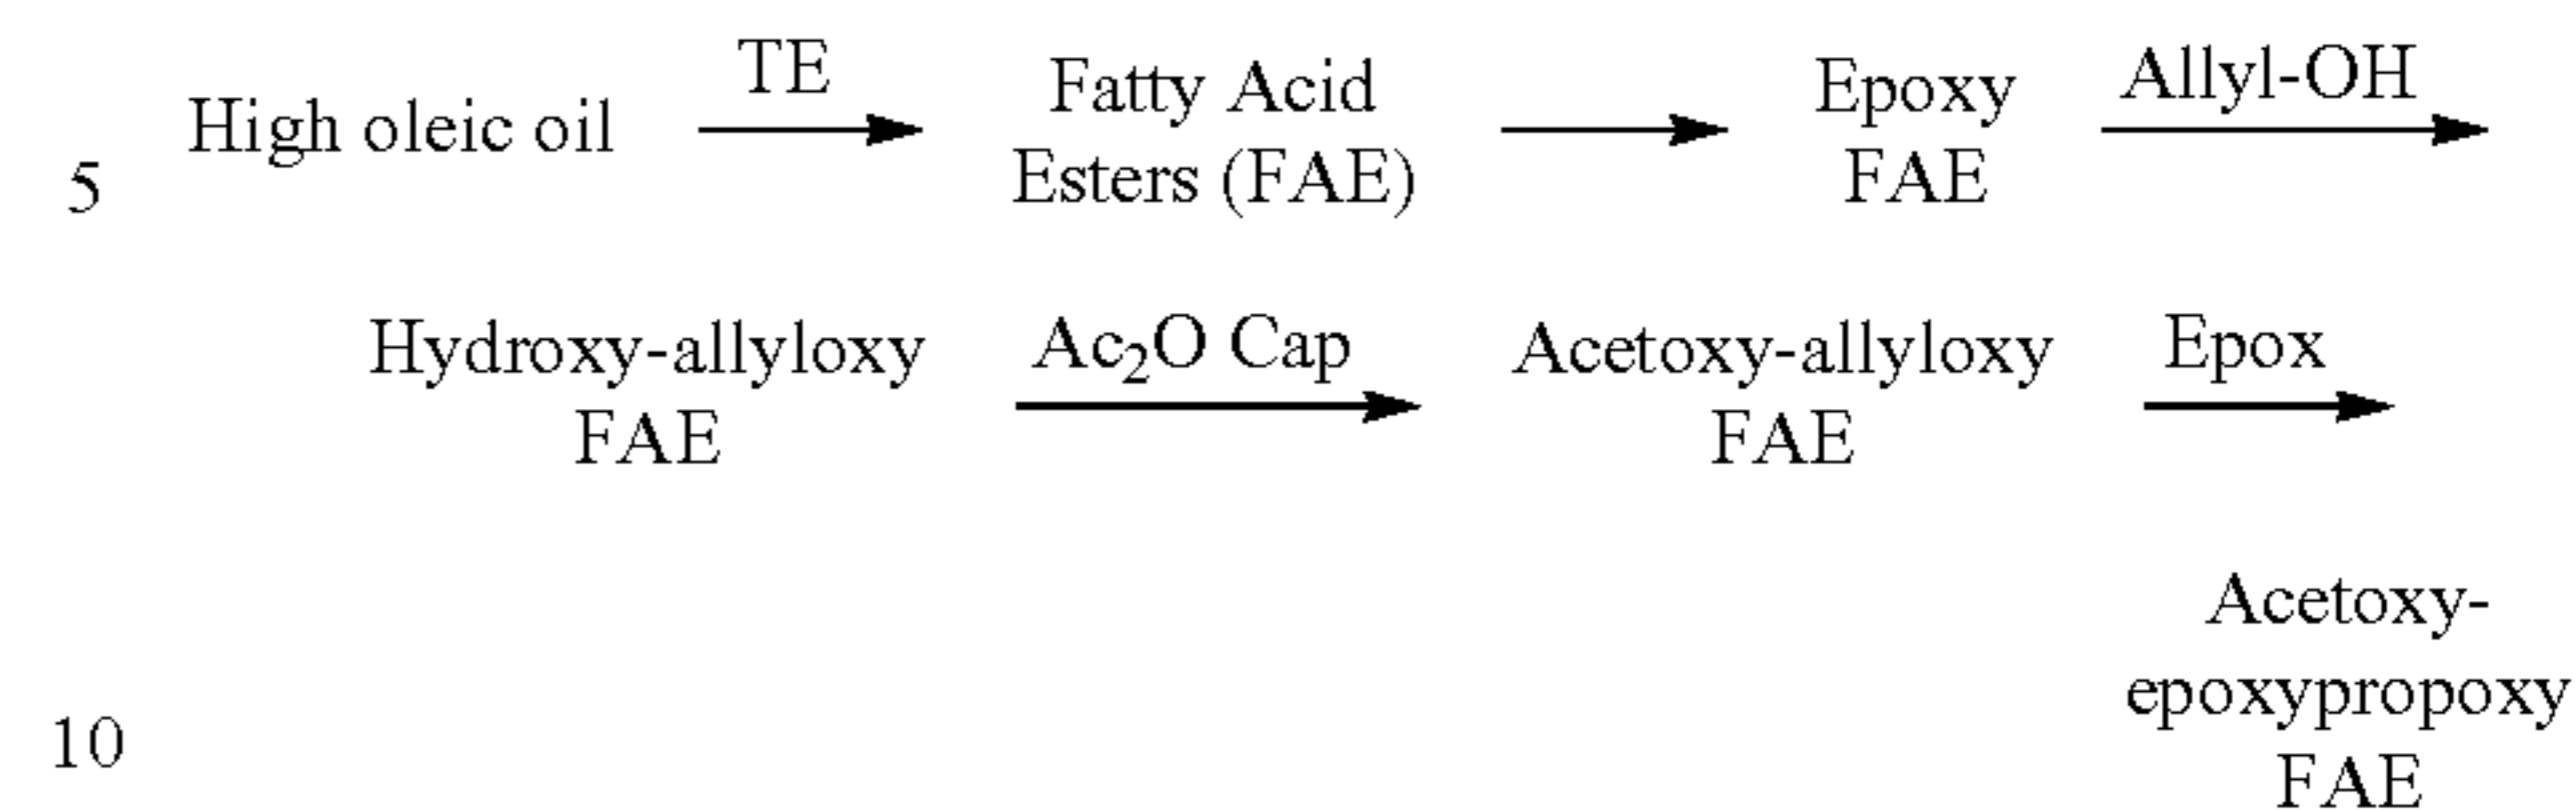 TE
Allyl-OH
High oleic oil
Fatty Acid
Esters (FAE)
Epoxy
FAE
5
Hydroxy-allyloxy
FAE
Ac₂O Cap
Acetoxy-allyloxy
FAE
Epox
Acetoxy-
epoxypropoxy
FAE
10